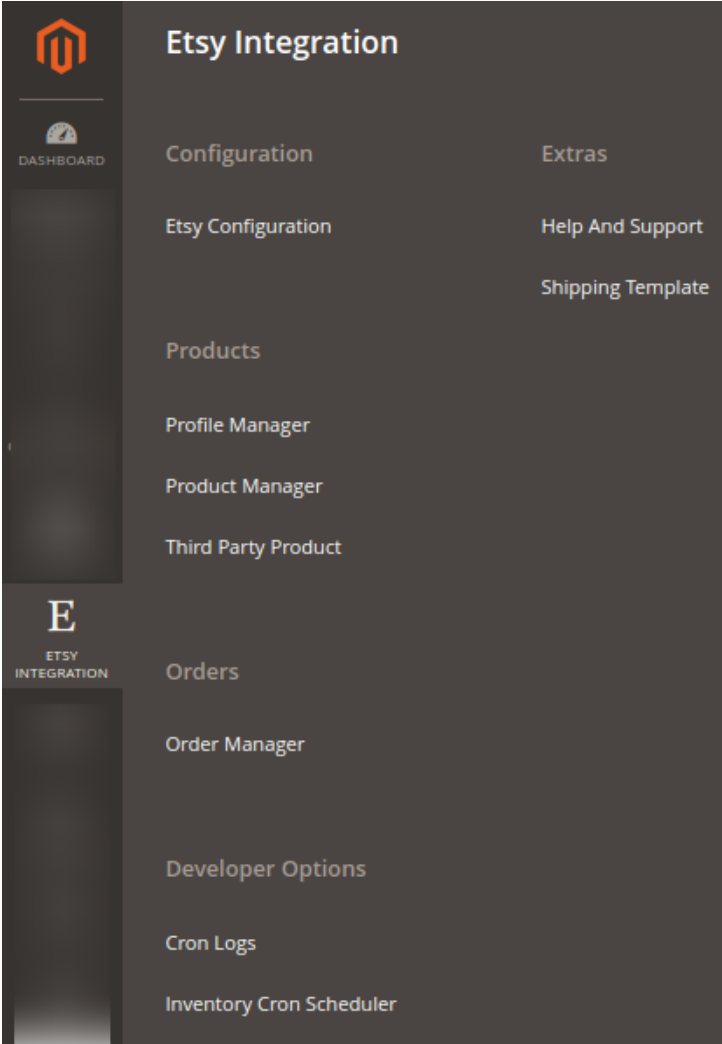 DASHBOARD
E
ETSY
INTEGRATION
Etsy Integration
Configuration
Etsy Configuration
Products
Profile Manager
Product Manager
Third Party Product
Orders
Order Manager
Developer Options
Cron Logs
Inventory Cron Scheduler
Extras
Help And Support
Shipping Template